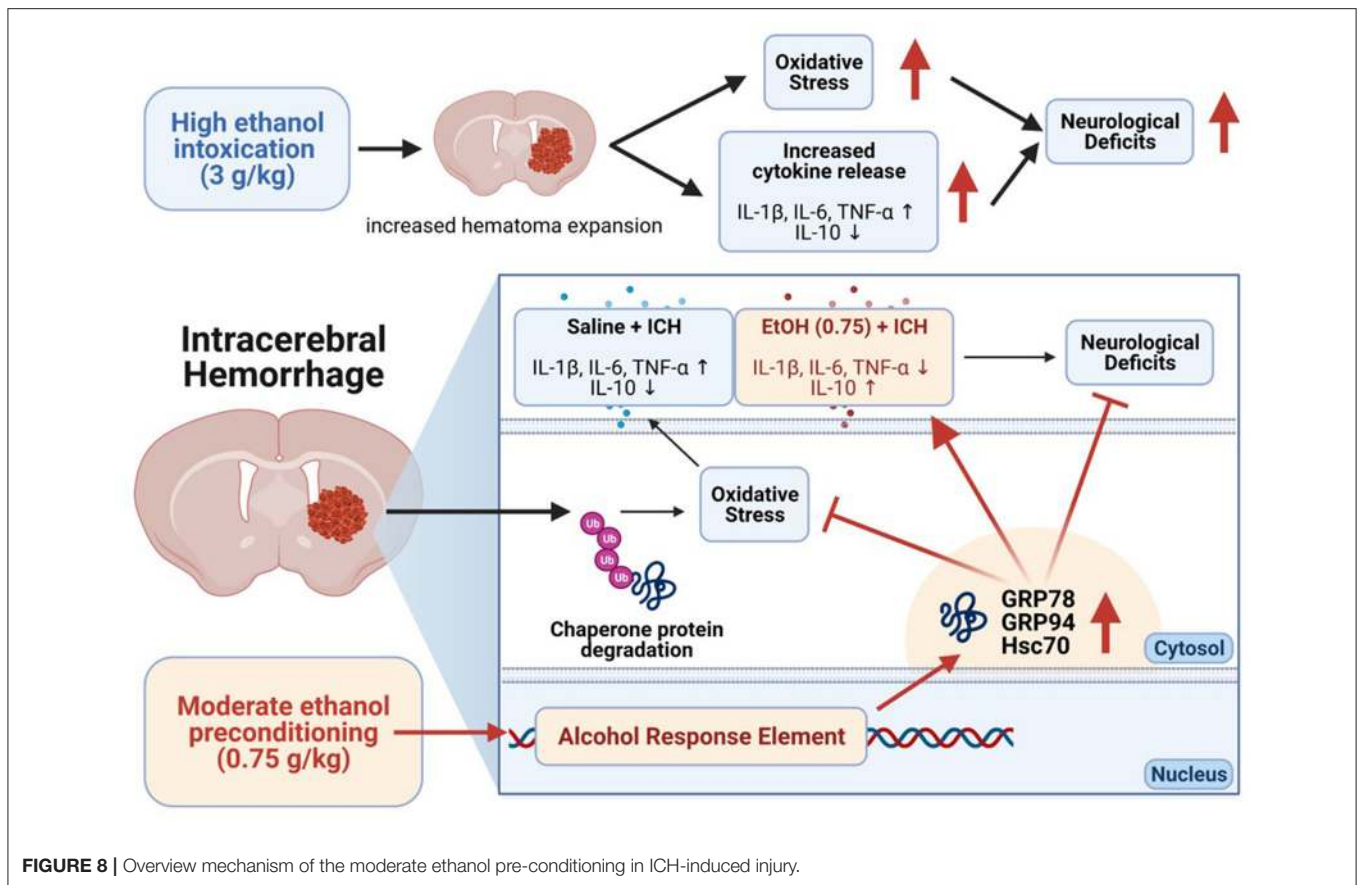 High ethanol
intoxication
(3 g/kg)
increased hematoma expansion
Oxidative
Stress
Increased
cytokine release
IL-1β, IL-6, TNF-α ↑
IL-10 ↓
Neurological
Deficits
Intracerebral
Hemorrhage
Saline + ICH
IL-1β, IL-6, TNF-α ↑
IL-10 ↓
EtOH (0.75) + ICH
IL-1β, IL-6, TNF-α ↓
IL-10 ↑
Neurological
Deficits
Oxidative
Stress
Ub
Ub
Ub
Ub
Chaperone protein
degradation
GRP78
GRP94
Hsc70
Cytosol
Moderate ethanol
preconditioning
(0.75 g/kg)
Alcohol Response Element
Nucleus
FIGURE 8 | Overview mechanism of the moderate ethanol pre-conditioning in ICH-induced injury.